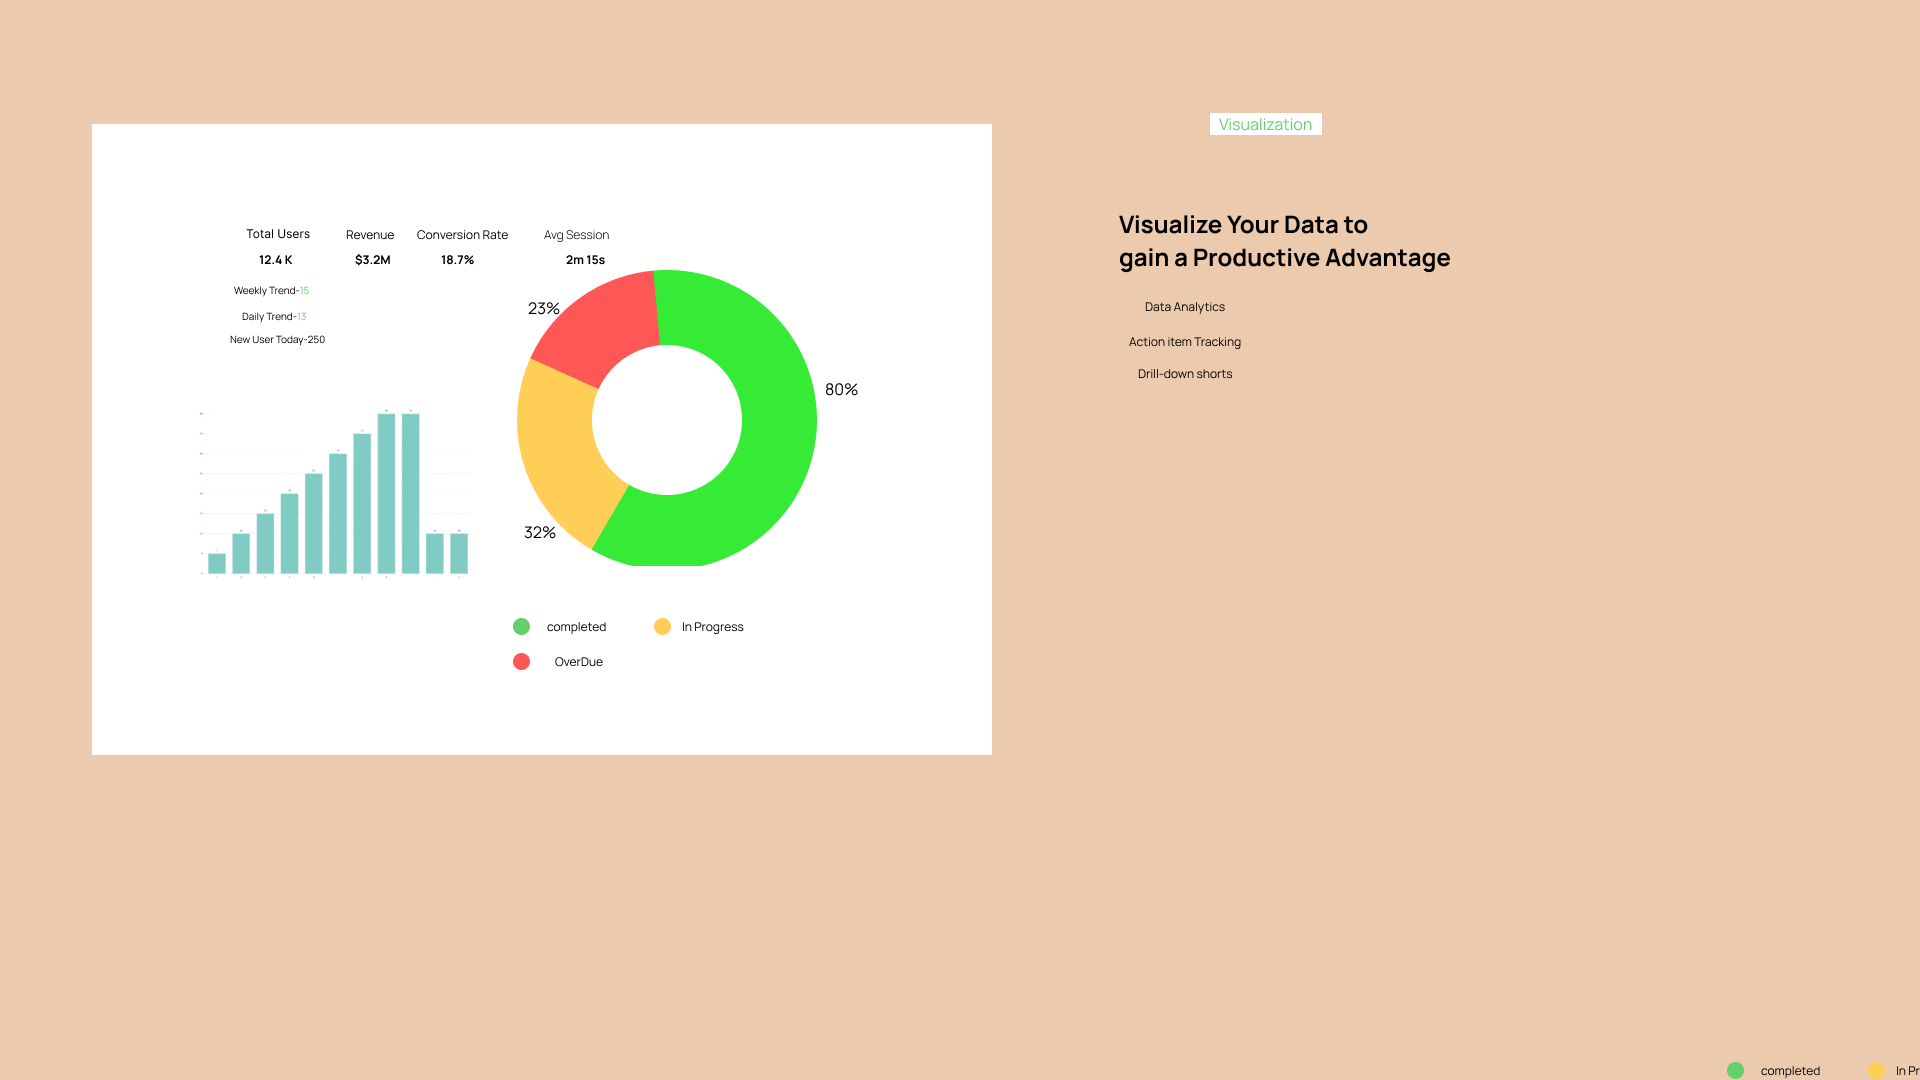 Visualization
Total Users
Revenue
Conversion Rate
Avg Session
12.4 K
$3.2M
18.7%
2m 15s
Weekly Trend-15
Daily Trend-13
New User Today-250
23%
80%
32%
completed
In Progress
OverDue
Visualize Your Data to
gain a Productive Advantage
Data Analytics
Action item Tracking
Drill-down shorts
completed
In Pr